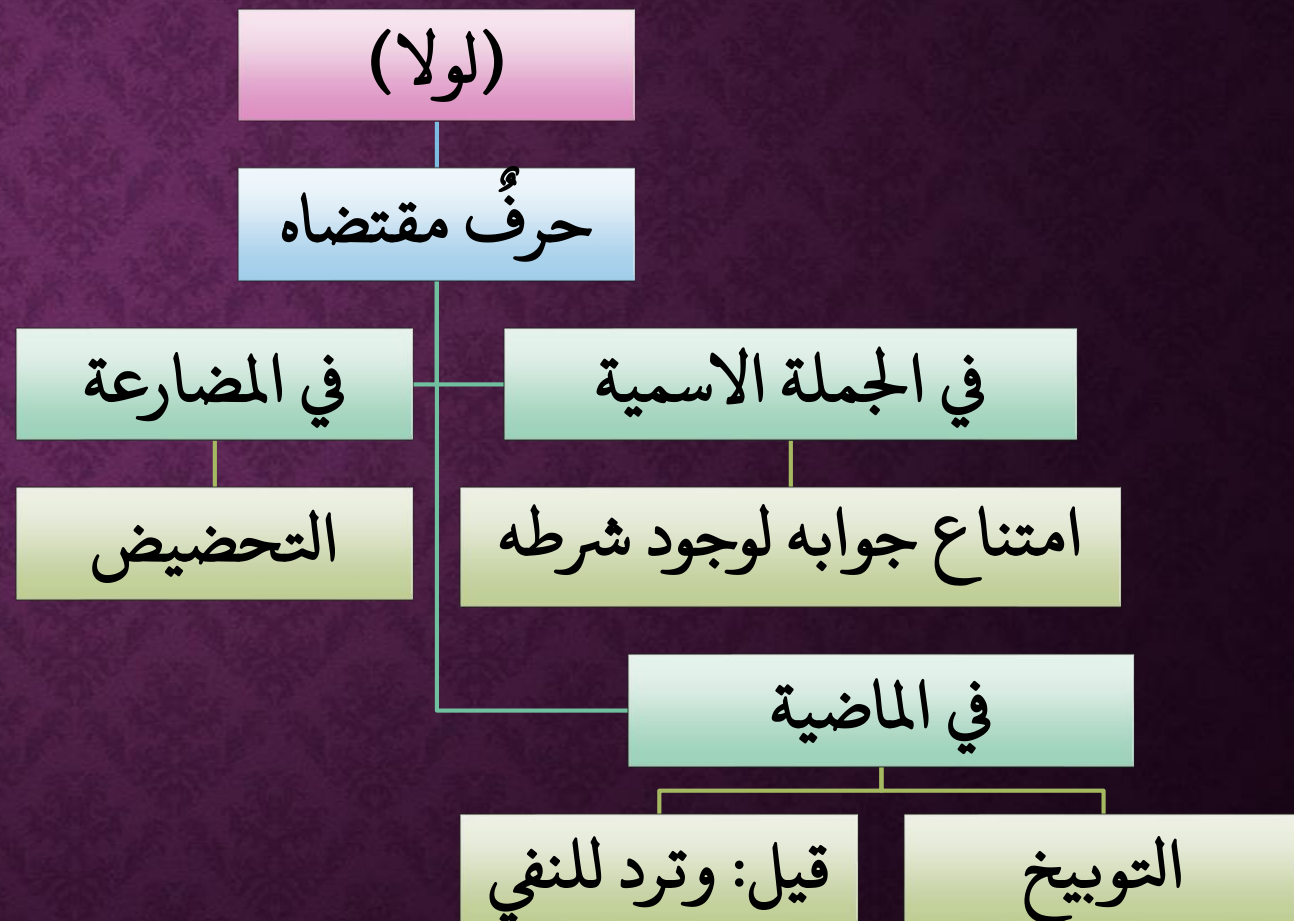 (لولا)
حرفٌ مقتضاه
في الجملة الاسمية
في المضارعة
امتناع جوابه لوجود شرطه
التحضيض
في الماضية
التوبيخ
قيل: وترد للنفي